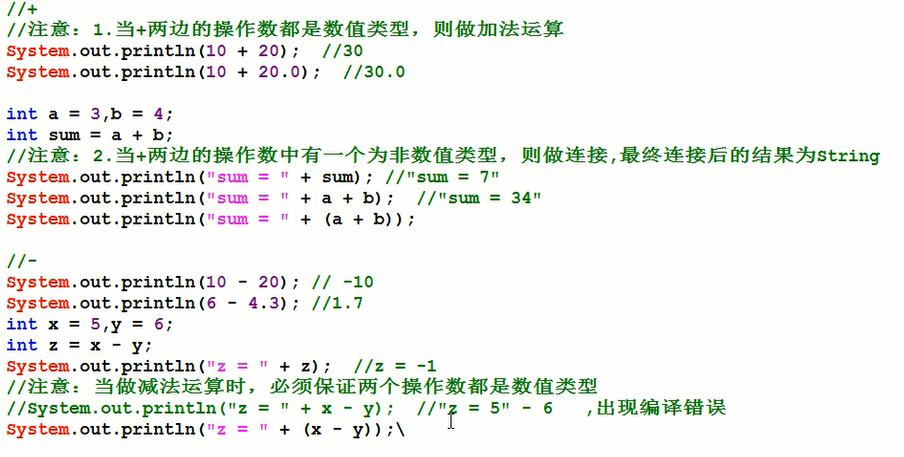 //+
//注意：1.当+两边的操作数都是数值类型，则做加法运算
System.out.println(10 + 20);  //30
System.out.println(10 + 20.0);  //30.0
int a = 3,b = 4;
int sum = a + b;
//注意：2.当+两边的操作数中有一个为非数值类型，则做连接,最终连接后的结果为String
System.out.println("sum = " + sum); //"sum = 7"
System.out.println("sum = " + a + b);  //"sum = 34"
System.out.println("sum = " + (a + b));
//-
System.out.println(10 - 20); // -10
System.out.println(6 - 4.3); //1.7
int x = 5,y = 6;
int z = x - y;
System.out.println("z = " + z);  //z = -1
//注意：当做减法运算时，必须保证两个操作数都是数值类型
//System.out.println("z = " + x - y);  //"z = 5" - 6   ,出现编译错误
System.out.println("z = " + (x - y));\